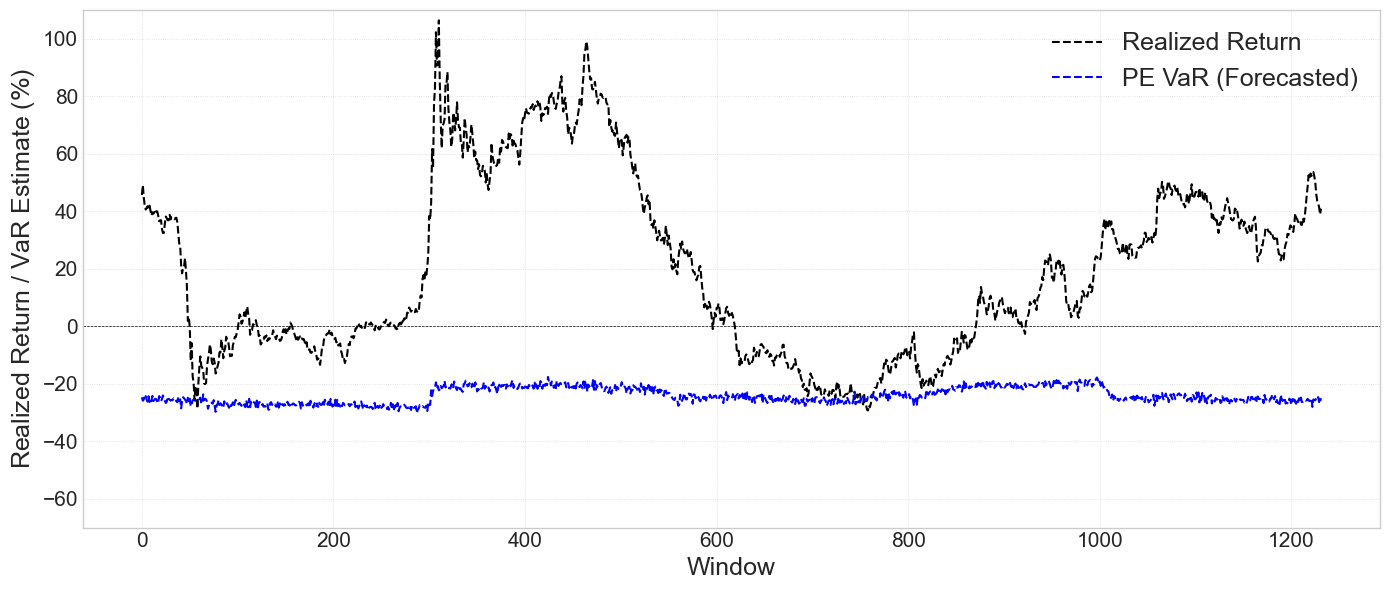 Realized Return / VaR Estimate (%)
100
80
60
40
20
0
−20
−40
−60
Realized Return
PE VaR (Forecasted)
0 200 400 600 800 1000 1200
Window